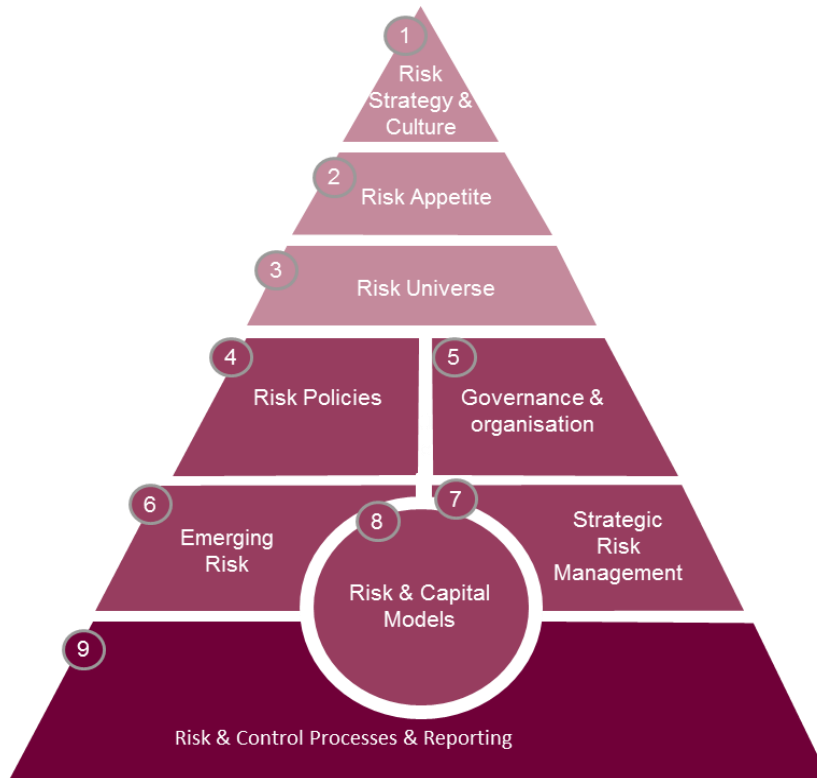 1
Risk
Strategy &
Culture
2
Risk Appetite
3
Risk Universe
4
Risk Policies
5
Governance &
organisation
6
Emerging
Risk
7
Strategic
Risk
Management
8
Risk & Capital
Models
9
Risk & Control Processes & Reporting